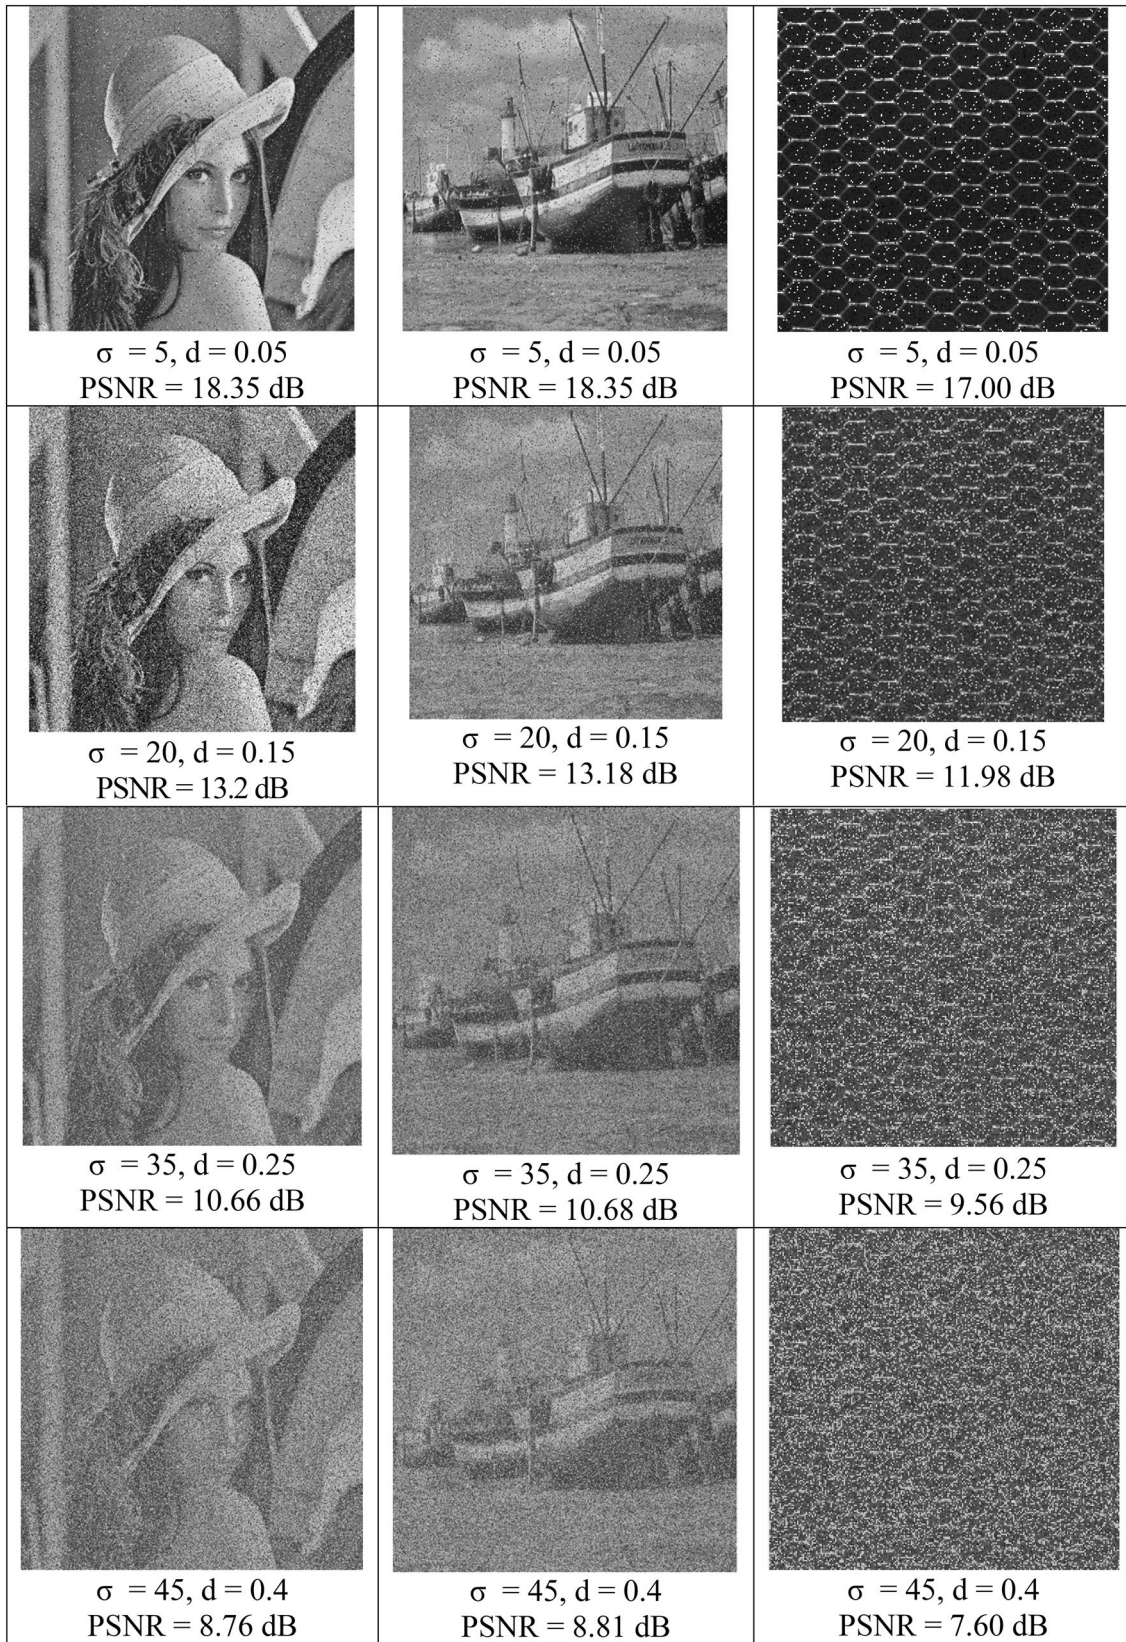 σ = 5, d = 0.05
PSNR = 18.35 dB
σ = 5, d = 0.05
PSNR = 18.35 dB
σ = 5, d = 0.05
PSNR = 17.00 dB
σ = 20, d = 0.15
PSNR = 13.2 dB
σ = 20, d = 0.15
PSNR = 13.18 dB
σ = 20, d = 0.15
PSNR = 11.98 dB
σ = 35, d = 0.25
PSNR = 10.66 dB
σ = 35, d = 0.25
PSNR = 10.68 dB
σ = 35, d = 0.25
PSNR = 9.56 dB
σ = 45, d = 0.4
PSNR = 8.76 dB
σ = 45, d = 0.4
PSNR = 8.81 dB
σ = 45, d = 0.4
PSNR = 7.60 dB